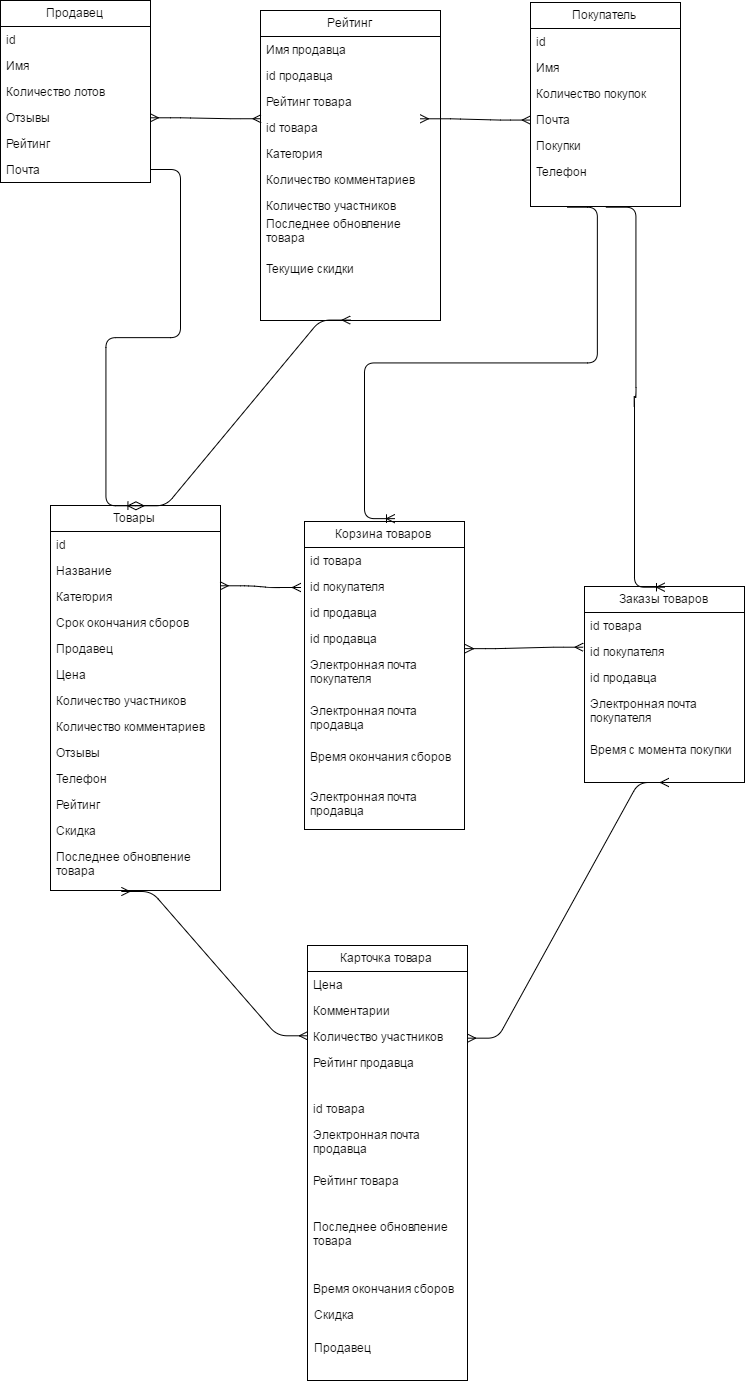 Продавец
id
Имя
Количество лотов
Отзывы
Рейтинг
Почта
Рейтинг
Имя продавца
id продавца
Рейтинг товара
id товара
Категория
Количество комментариев
Количество участников
Последнее обновление
товара
Текущие скидки
Покупатель
id
Имя
Количество покупок
Почта
Покупки
Телефон
Товары
id
Название
Категория
Срок окончания сборов
Продавец
Цена
Количество участников
Количество комментариев
Отзывы
Телефон
Рейтинг
Скидка
Последнее обновление
товара
Корзина товаров
id товара
id покупателя
id продавца
id продавца
Электронная почта
покупателя
Электронная почта
продавца
Время окончания сборов
Электронная почта
продавца
Заказы товаров
id товара
id покупателя
id продавца
Электронная почта
покупателя
Время с момента покупки
Карточка товара
Цена
Комментарии
Количество участников
Рейтинг продавца
id товара
Электронная почта
продавца
Рейтинг товара
Последнее обновление
товара
Время окончания сборов
Скидка
Продавец